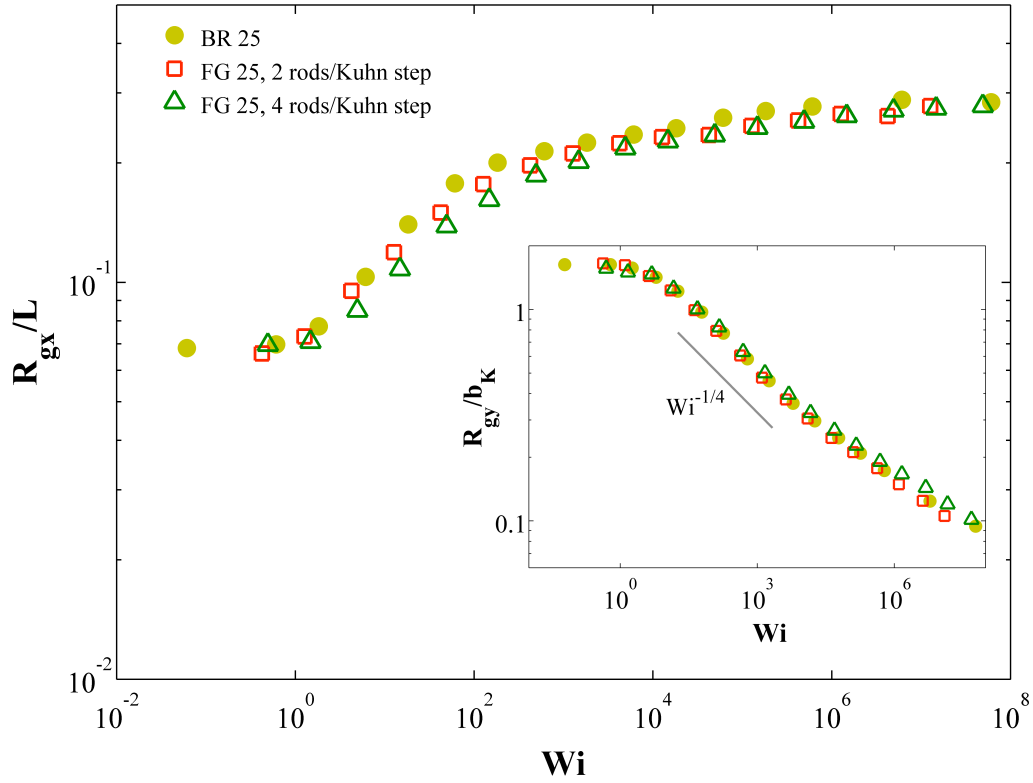 BR 25
FG 25, 2 rods/Kuhn step
FG 25, 4 rods/Kuhn step
R_gx/L
10^-1
10^-2
10^-2
10^0
10^2
10^4
10^6
10^8
Wi
R_gy/b_K
1
0.1
Wi^-1/4
10^0
10^3
10^6
Wi